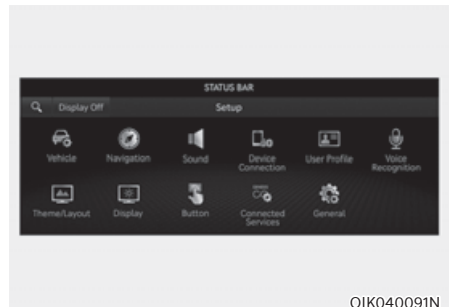 STATUS BAR
Display Off
Setup
Vehicle
Navigation
Sound
Device
Connection
User Profile
Voice
Recognition
Theme/Layout
Display
Button
Connected
Services
General
OIK040091N